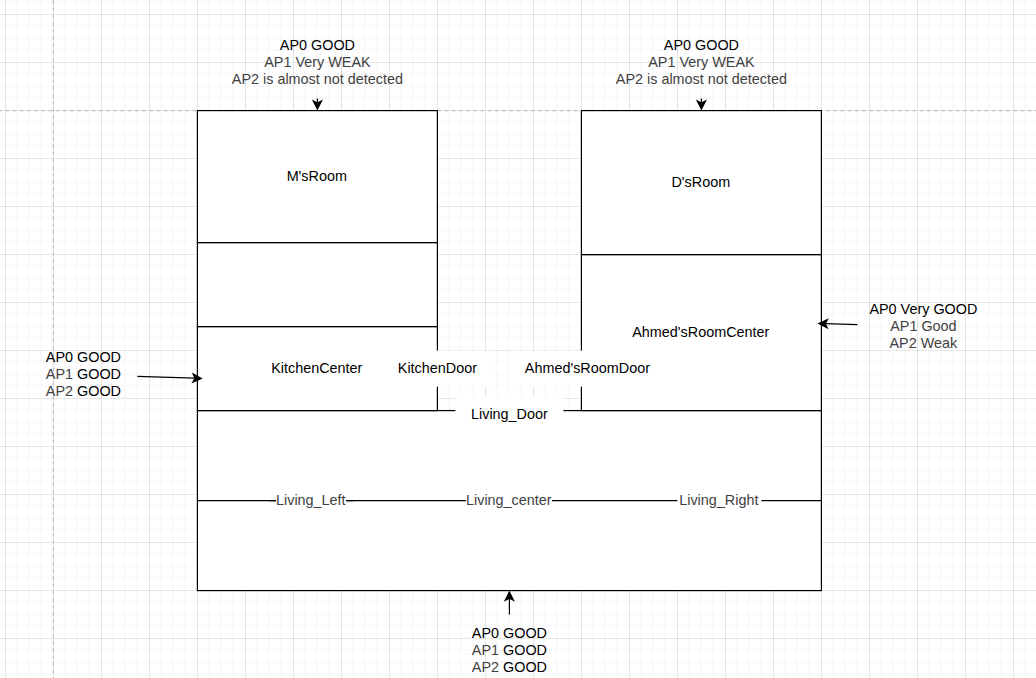 AP0 GOOD
AP1 Very WEAK
AP2 is almost not detected
AP0 GOOD
AP1 Very WEAK
AP2 is almost not detected
M'sRoom
D'sRoom
AP0 Very GOOD
AP1 Good
AP2 Weak
Ahmed'sRoomCenter
AP0 GOOD
AP1 GOOD
AP2 GOOD
KitchenCenter
KitchenDoor
Ahmed'sRoomDoor
Living_Door
Living_Left
Living_center
Living_Right
AP0 GOOD
AP1 GOOD
AP2 GOOD